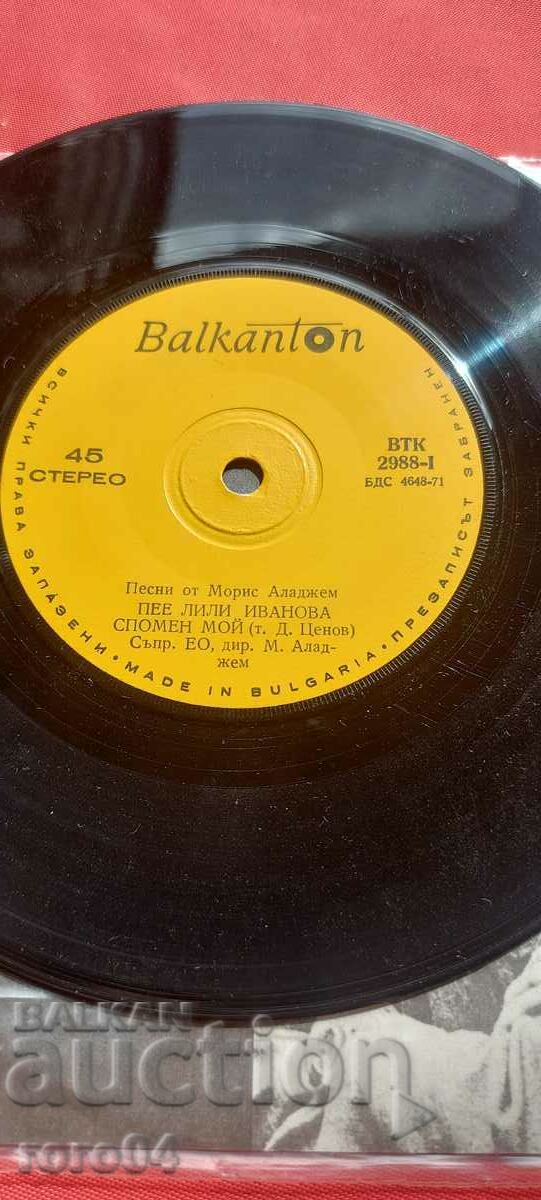 Balkanton
45
СТЕРЕО
ВТК
2988-I
БДС 4648-71
Песни от Морис Аладжем
ПЕЕ ЛИЛИ ИВАНОВА
СПОМЕН МОЙ (т. Д. Ценов)
Съпр. ЕО, дир. М. Алад-
жем
ВСИЧКИ ПРАВА ЗАПАЗЕНИ • MADE IN BULGARIA • ПРЕЗАПИСЪТ ЗАБРАНЕН
BALKAN
auction
roro04